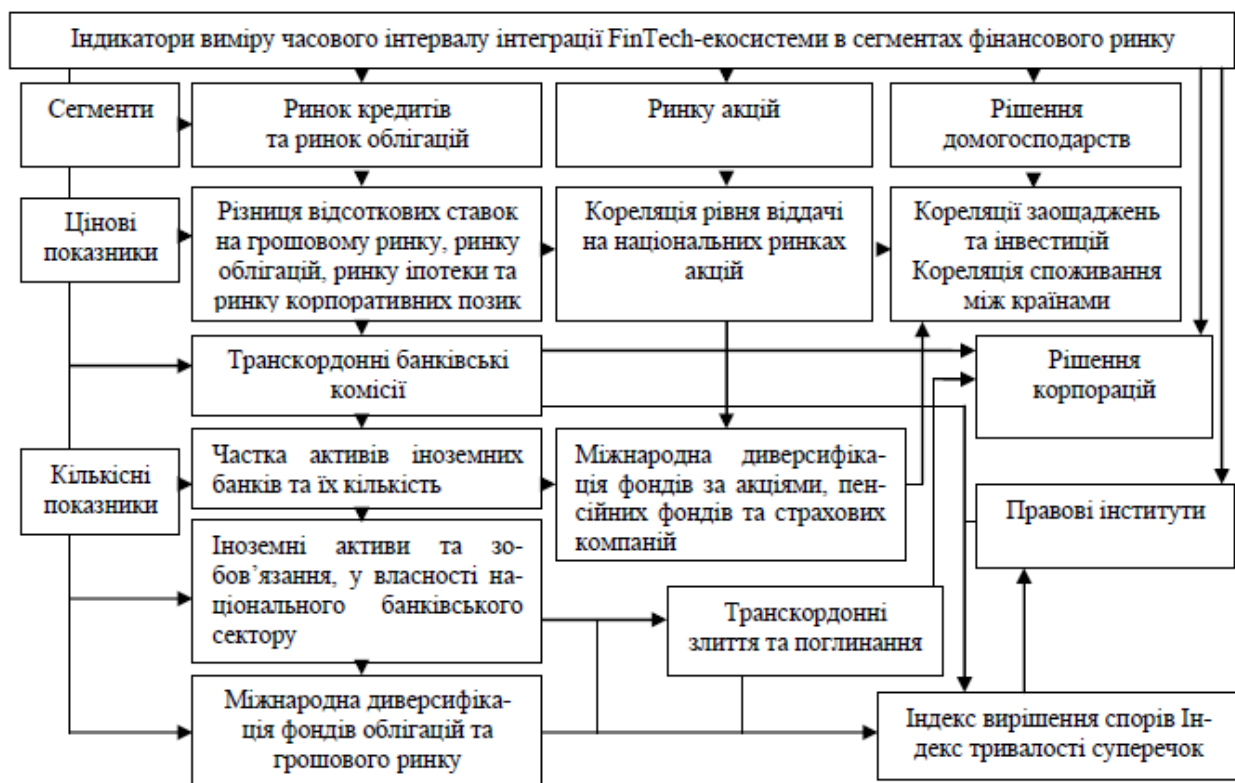 Індикатори виміру часового інтервалу інтеграції FinTech-екосистеми в сегментах фінансового ринку
Сегменти
Ринок кредитів
та ринок облігацій
Ринку акцій
Рішення
домогосподарств
Цінові
показники
Різниця відсоткових ставок
на грошовому ринку, ринку
облігацій, ринку іпотеки та
ринку корпоративних позик
Кореляція рівня віддачі
на національних ринках
акцій
Кореляції заощаджень
та інвестицій
Кореляція споживання
між країнами
Транскордонні банківські
комісії
Рішення
корпорацій
Кількісні
показники
Частка активів іноземних
банків та їх кількість
Міжнародна диверсифіка-
ція фондів за акціями, пен-
сійних фондів та страхових
компаній
Правові інститути
Іноземні активи та зо-
бов’язання, у власності на-
ціонального банківського
сектору
Транскордонні
злиття та поглинання
Міжнародна диверсифіка-
ція фондів облігацій та
грошового ринку
Індекс вирішення спорів Ін-
декс тривалості суперечок